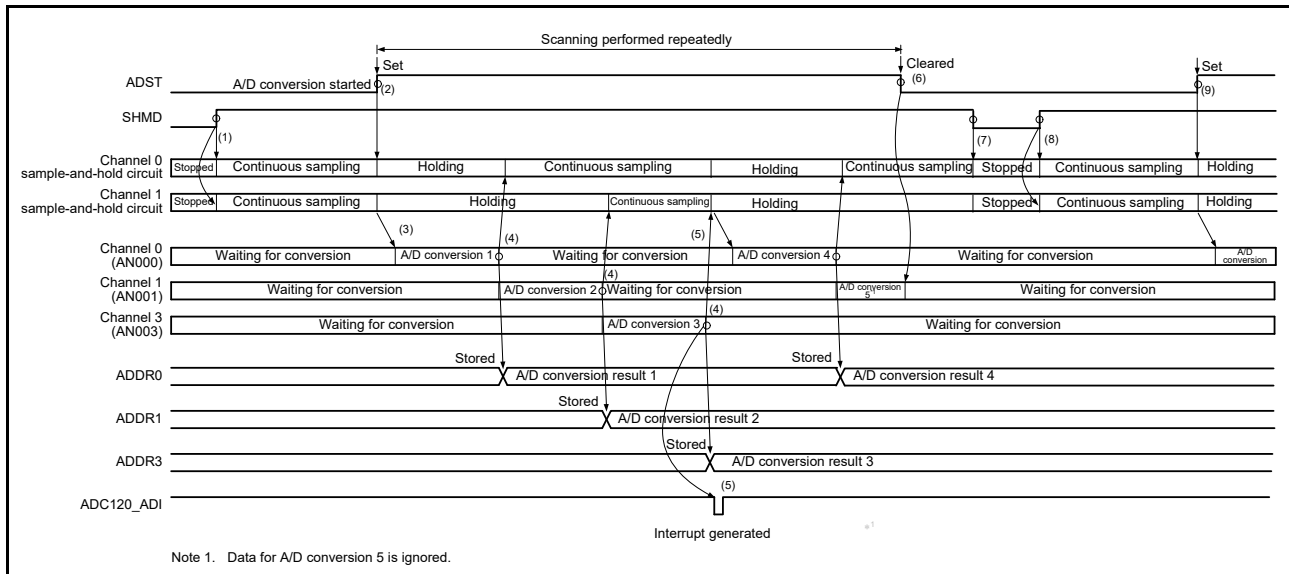 Scanning performed repeatedly
Set Cleared Set
ADST A/D conversion started (2) (6) (9)
SHMD (1) (7) (8)
Channel 0
sample-and-hold circuit
Stopped Continuous sampling Holding Continuous sampling Holding Continuous sampling Stopped Continuous sampling Holding
Channel 1
sample-and-hold circuit
Stopped Continuous sampling Holding Continuous sampling Holding Stopped Continuous sampling Holding
(3) (4) (5)
Channel 0
(AN000)
Waiting for conversion A/D conversion 1 Waiting for conversion A/D conversion 4 Waiting for conversion A/D conversion
(4)
Channel 1
(AN001)
Waiting for conversion A/D conversion 2 Waiting for conversion A/D conversion 5 Waiting for conversion
(4)
Channel 3
(AN003)
Waiting for conversion A/D conversion 3 Waiting for conversion
Stored Stored
ADDR0 A/D conversion result 1 A/D conversion result 4
Stored
ADDR1 A/D conversion result 2
Stored
ADDR3 A/D conversion result 3
(5)
ADC120_ADI
Interrupt generated *1
Note 1. Data for A/D conversion 5 is ignored.